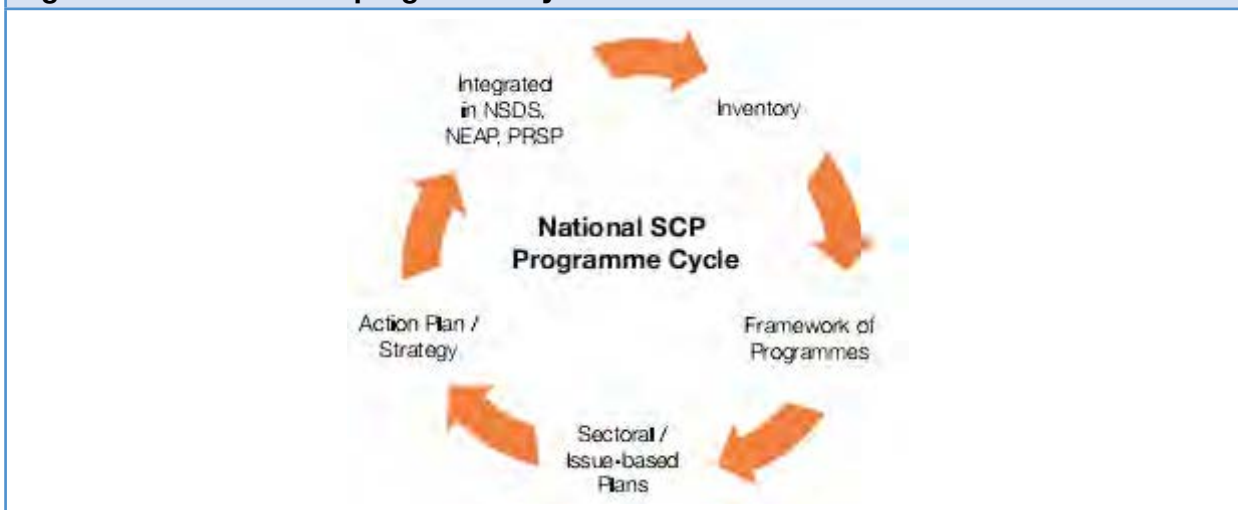 Integrated
in NSDS,
NEAP, PRSP
Inventory
National SCP
Programme Cycle
Action Plan /
Strategy
Framework of
Programmes
Sectoral /
Issue-based
Plans